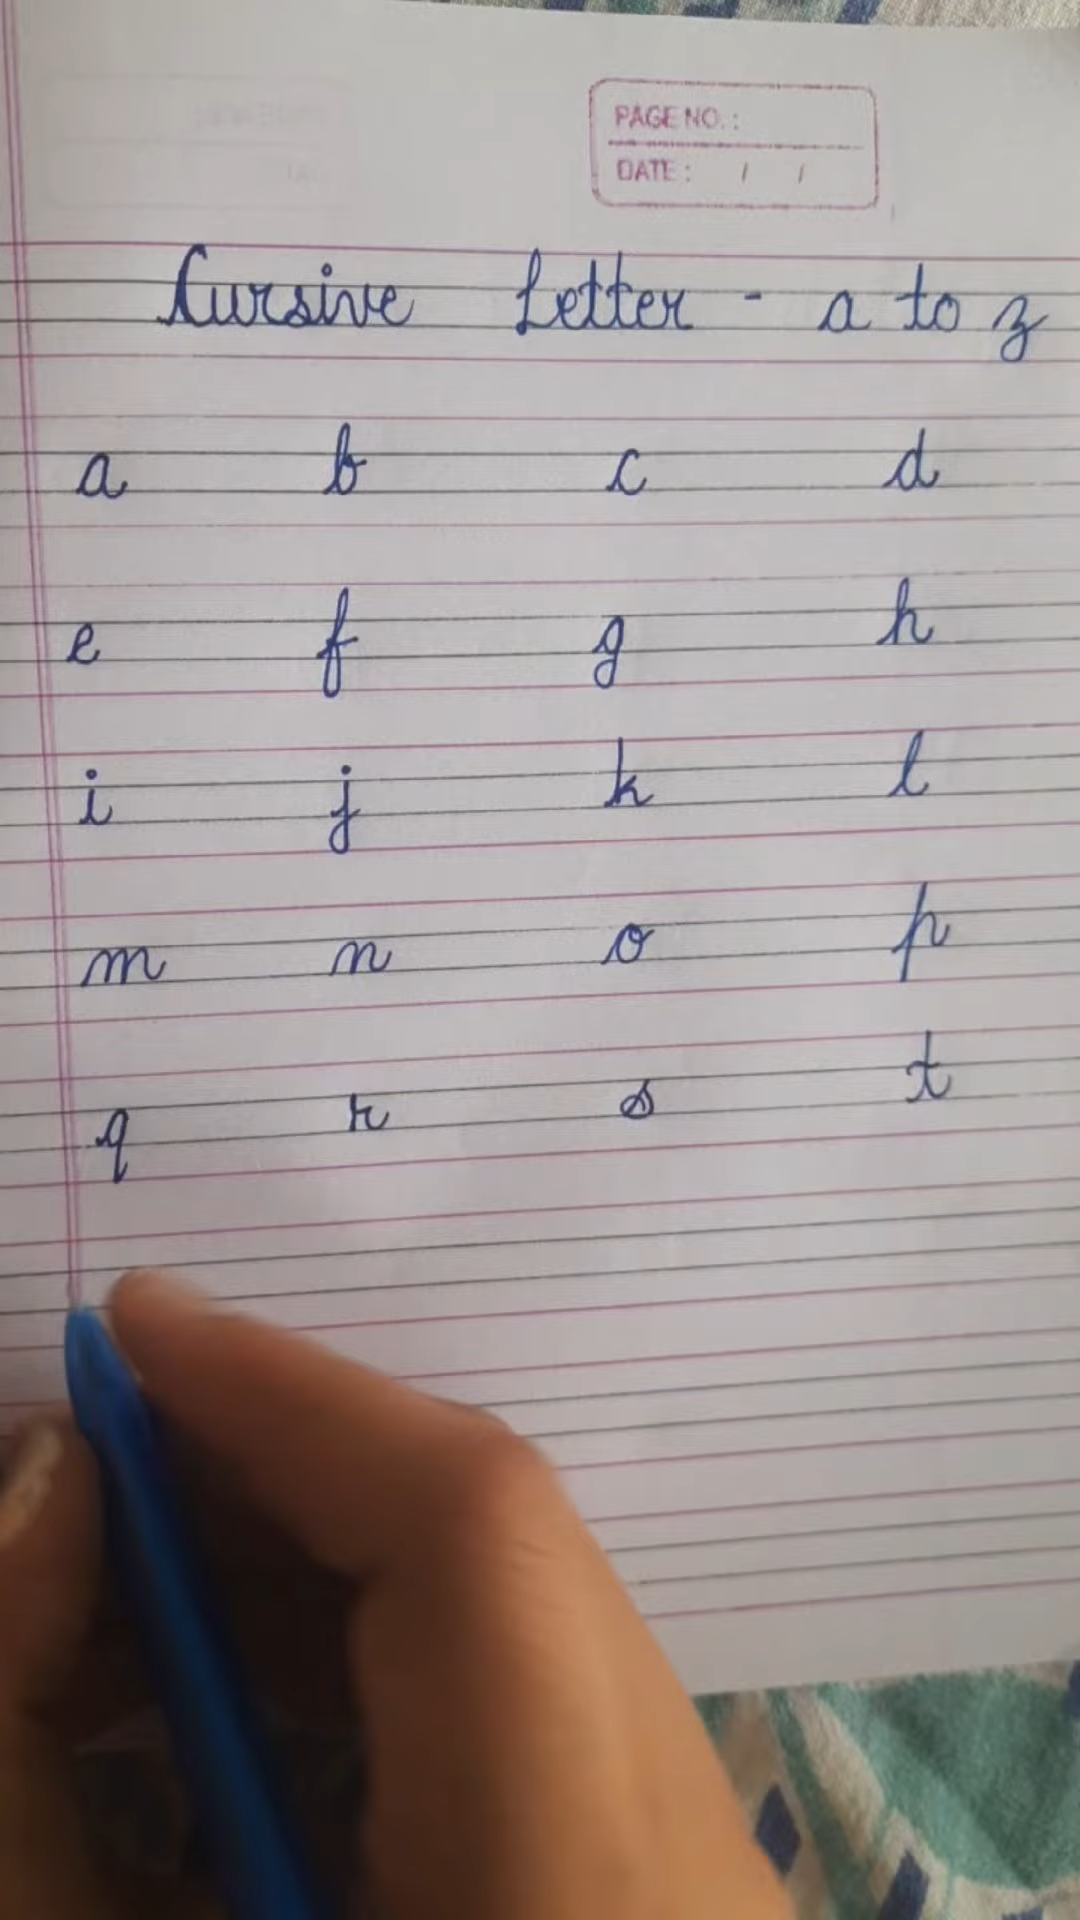 PAGE NO. :
DATE : / /
Cursive Letter - a to z
a b c d
e f g h
i j k l
m n o p
q r s t